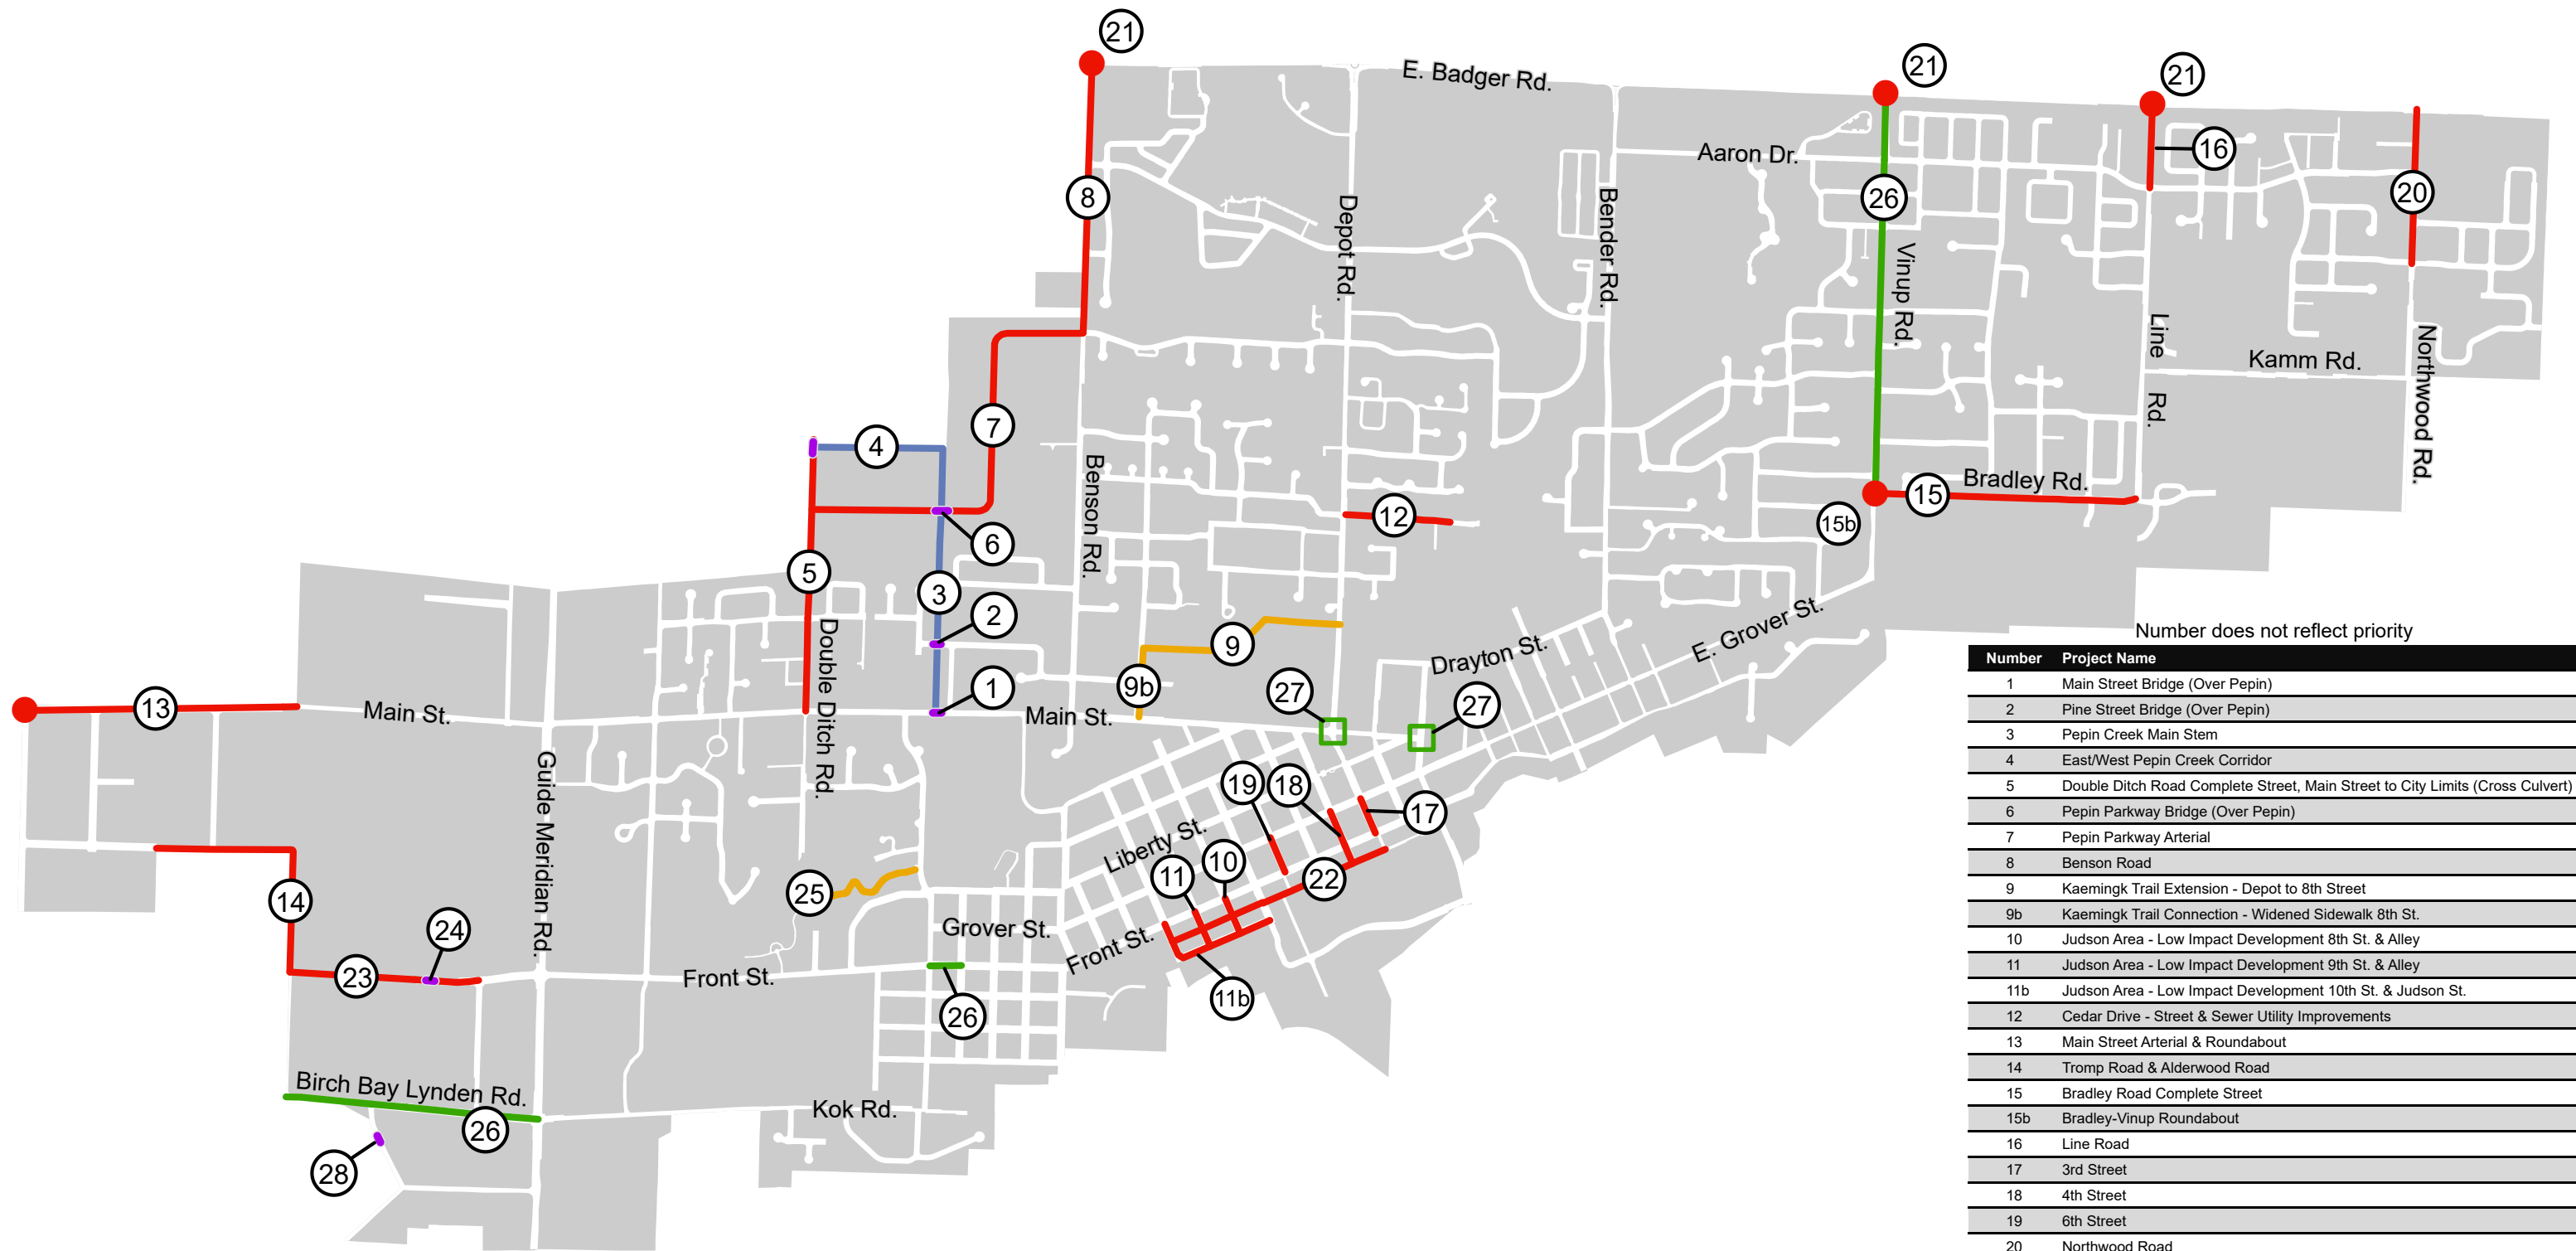 21
21
21
E. Badger Rd.
Aaron Dr.
16
8
26
20
Depot Rd.
Bender Rd.
Vinup Rd.
Line Rd.
Northwood Rd.
Kamm Rd.
4
7
Benson Rd.
Bradley Rd.
15
12
15b
6
5
3
2
Double Ditch Rd.
9
E. Grover St.
Drayton St.
9b
1
27
27
13
Main St.
Main St.
Guide Meridian Rd.
19
18
17
Liberty St.
10
11
22
25
14
24
Grover St.
Front St.
23
Front St.
11b
26
Birch Bay Lynden Rd.
26
Kok Rd.
28
Number does not reflect priority
Number Project Name
1 Main Street Bridge (Over Pepin)
2 Pine Street Bridge (Over Pepin)
3 Pepin Creek Main Stem
4 East/West Pepin Creek Corridor
5 Double Ditch Road Complete Street, Main Street to City Limits (Cross Culvert)
6 Pepin Parkway Bridge (Over Pepin)
7 Pepin Parkway Arterial
8 Benson Road
9 Kaemingk Trail Extension - Depot to 8th Street
9b Kaemingk Trail Connection - Widened Sidewalk 8th St.
10 Judson Area - Low Impact Development 8th St. & Alley
11 Judson Area - Low Impact Development 9th St. & Alley
11b Judson Area - Low Impact Development 10th St. & Judson St.
12 Cedar Drive - Street & Sewer Utility Improvements
13 Main Street Arterial & Roundabout
14 Tromp Road & Alderwood Road
15 Bradley Road Complete Street
15b Bradley-Vinup Roundabout
16 Line Road
17 3rd Street
18 4th Street
19 6th Street
20 Northwood Road